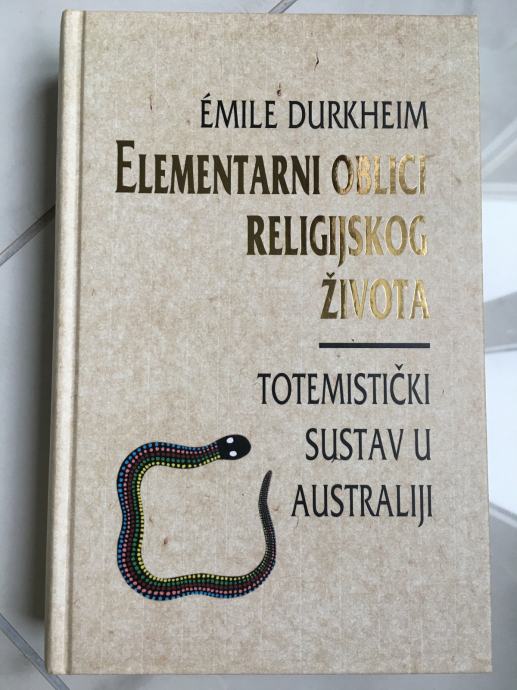 ÉMILE DURKHEIM
ELEMENTARNI OBLICI
RELIGIJSKOG
ŽIVOTA
TOTEMISTIČKI
SUSTAV U
AUSTRALIJI